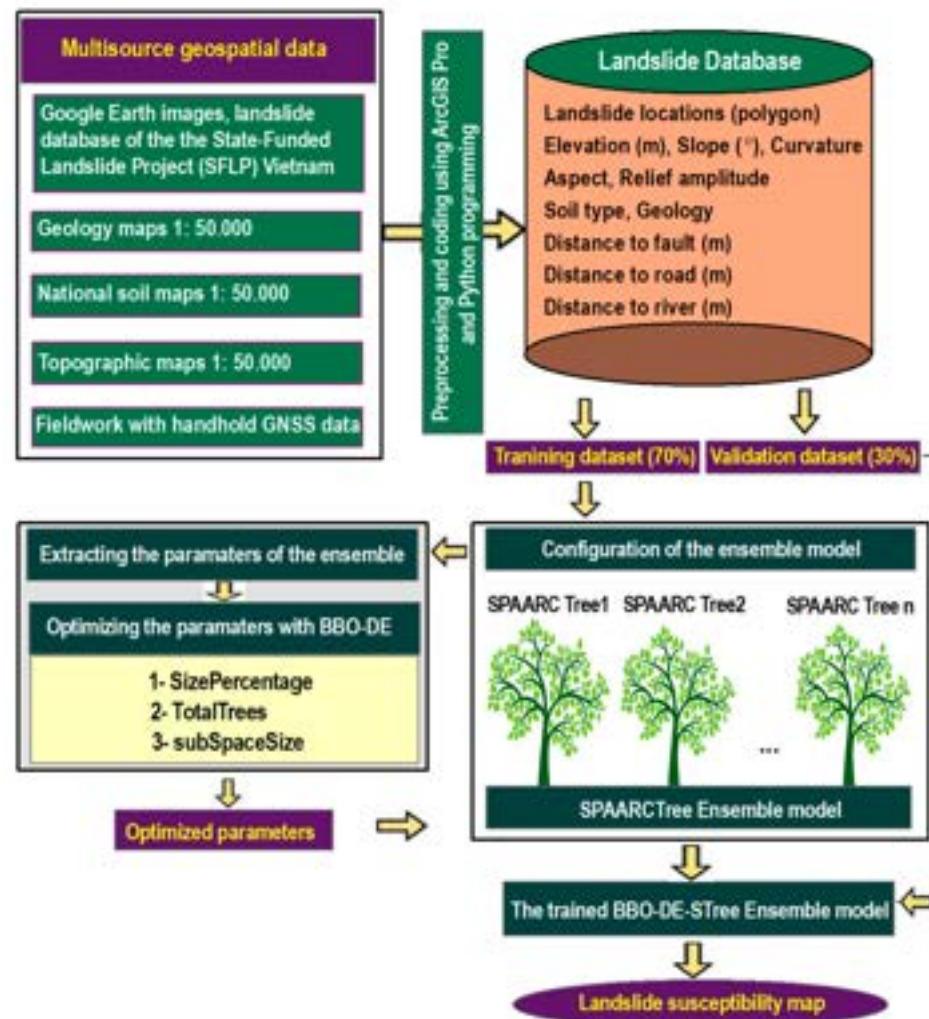 Multisource geospatial data
Google Earth images, landslide
database of the the State-Funded
Landslide Project (SFLP) Vietnam
Geology maps 1: 50.000
National soil maps 1: 50.000
Topographic maps 1: 50.000
Fieldwork with handhold GNSS data
Preprocessing and coding using ArcGIS Pro
and Python programming
Landslide Database
Landslide locations (polygon)
Elevation (m), Slope (°), Curvature
Aspect, Relief amplitude
Soil type, Geology
Distance to fault (m)
Distance to road (m)
Distance to river (m)
Tranining dataset (70%)
Validation dataset (30%)
Extracting the paramaters of the ensemble
Optimizing the paramaters with BBO-DE
1- SizePercentage
2- TotalTrees
3- subSpaceSize
Optimized parameters
Configuration of the ensemble model
SPAARC Tree1
SPAARC Tree2
SPAARC Tree n
...
SPAARCTree Ensemble model
The trained BBO-DE-STree Ensemble model
Landslide susceptibility map